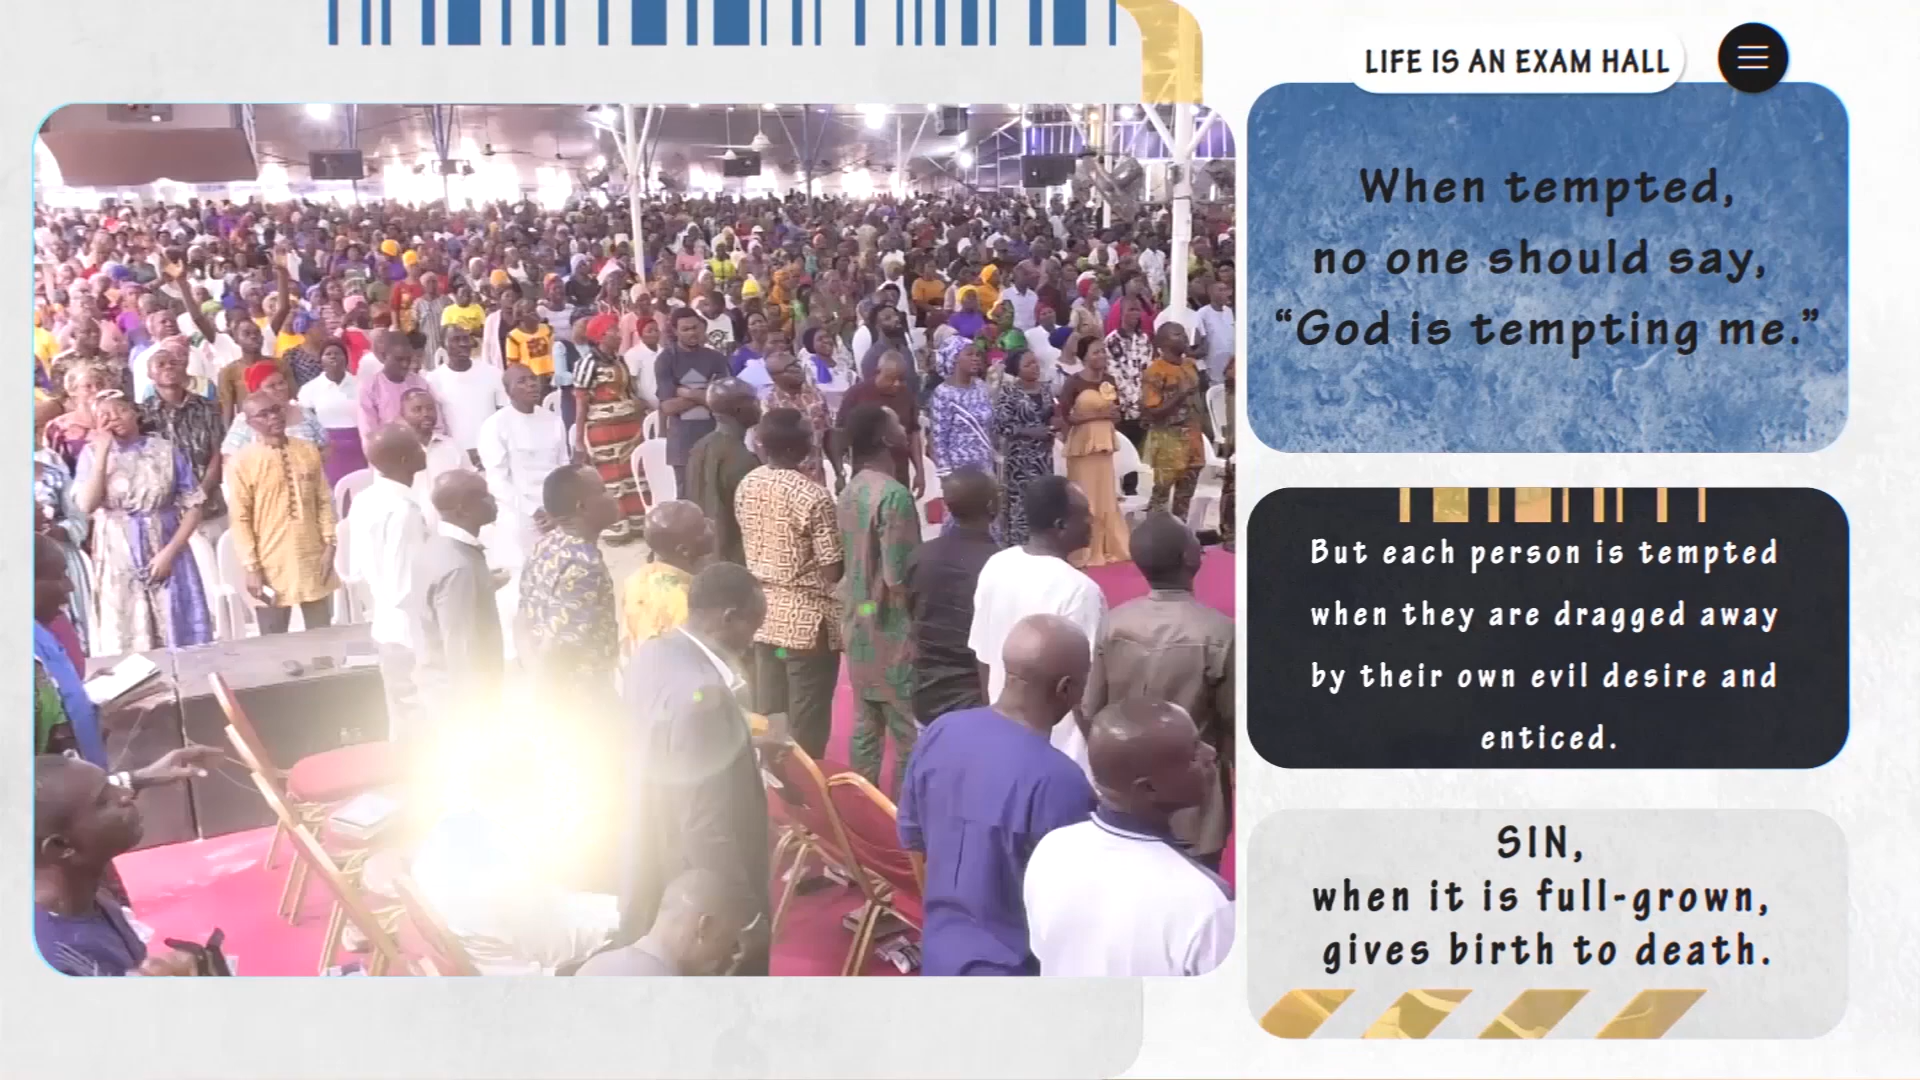 LIFE IS AN EXAM HALL
When tempted,
no one should say,
“God is tempting me.”
But each person is tempted
when they are dragged away
by their own evil desire and
enticed.
SIN,
when it is full-grown,
gives birth to death.